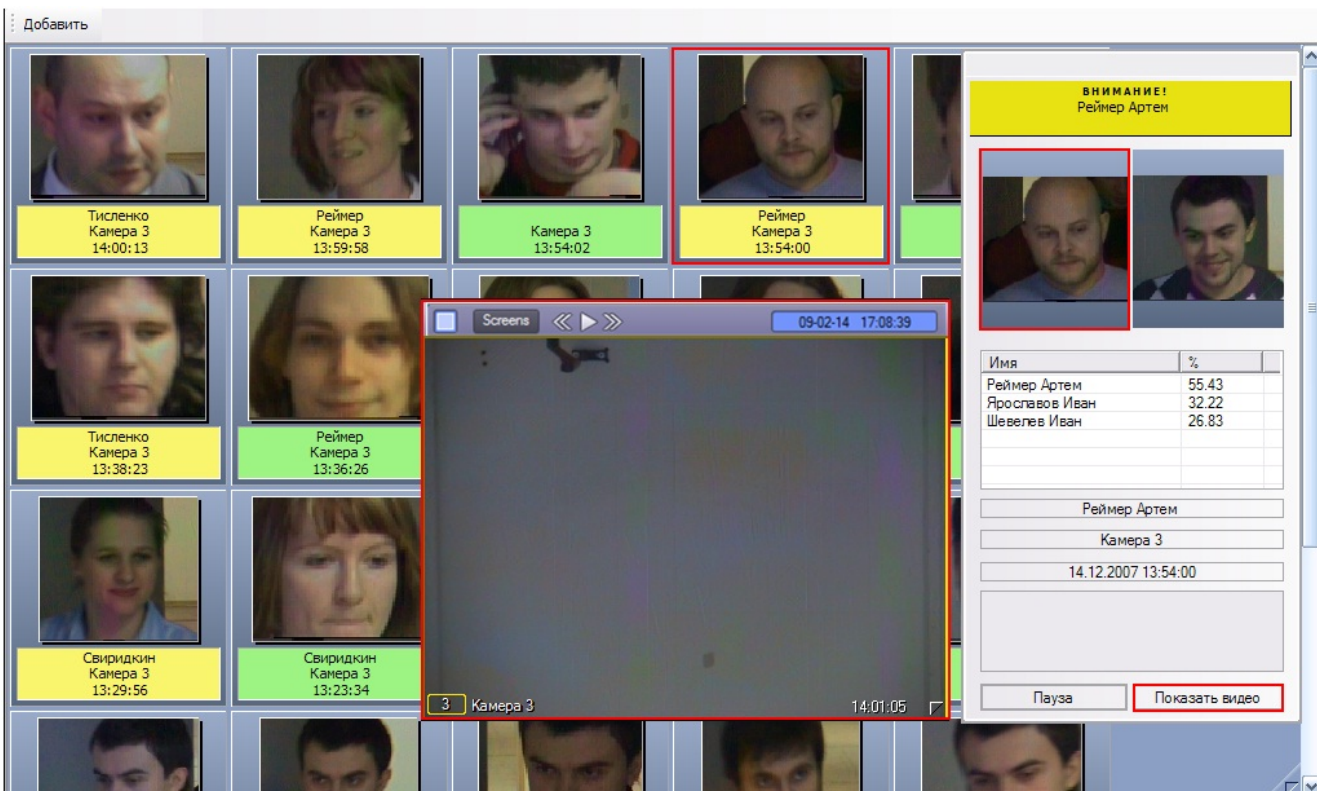 Добавить
Тисленко
Камера 3
14:00:13
Реймер
Камера 3
13:59:58
Камера 3
13:54:02
Реймер
Камера 3
13:54:00
ВНИМАНИЕ!
Реймер Артем
Тисленко
Камера 3
13:38:23
Реймер
Камера 3
13:36:26
Screens
09-02-14 17:08:39
Имя %
Реймер Артем 55.43
Ярославов Иван 32.22
Шевелев Иван 26.83
Реймер Артем
Камера 3
14.12.2007 13:54:00
Свиридкин
Камера 3
13:29:56
Свиридкин
Камера 3
13:23:34
3 Камера 3 14:01:05
Пауза Показать видео